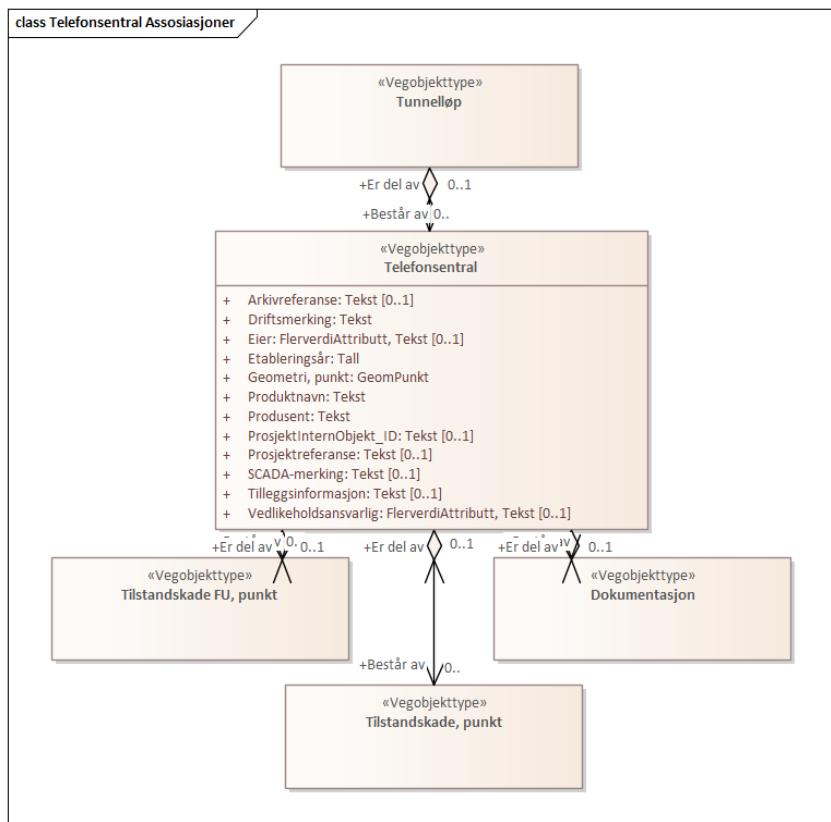 class Telefonsentral Assosiasjoner
«Vegobjekttype»
Tunnelløp
+Er del av 0..1
+Består av 0..
«Vegobjekttype»
Telefonsentral
+ Arkivreferanse: Tekst [0..1]
+ Driftsmerking: Tekst
+ Eier: FlerverdiAttributt, Tekst [0..1]
+ Etableringsår: Tall
+ Geometri, punkt: GeomPunkt
+ Produktnavn: Tekst
+ Produsent: Tekst
+ ProsjektInternObjekt_ID: Tekst [0..1]
+ Prosjektreferanse: Tekst [0..1]
+ SCADA-merking: Tekst [0..1]
+ Tilleggsinformasjon: Tekst [0..1]
+ Vedlikeholdsansvarlig: FlerverdiAttributt, Tekst [0..1]
+Er del av 0..1
+Er del av 0..1
+Er del av 0..1
«Vegobjekttype»
Tilstandskade FU, punkt
«Vegobjekttype»
Dokumentasjon
+Består av 0..
«Vegobjekttype»
Tilstandskade, punkt